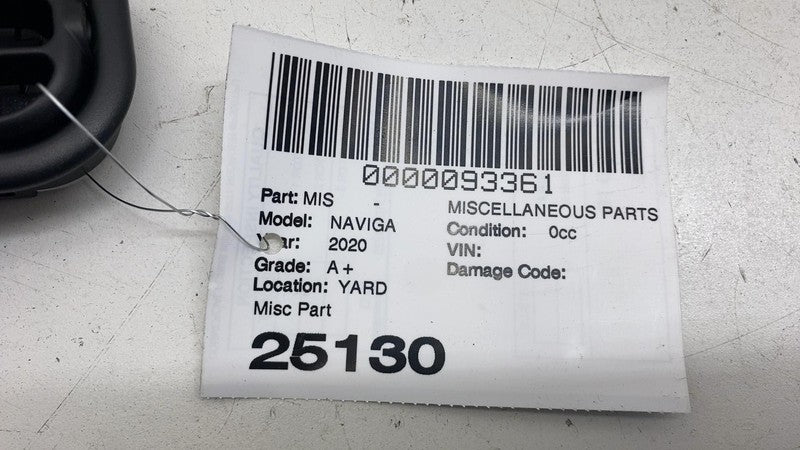 0000093361
Part: MIS - MISCELLANEOUS PARTS
Model: NAVIGA Condition: 0cc
Year: 2020 VIN:
Grade: A+ Damage Code:
Location: YARD
Misc Part
25130